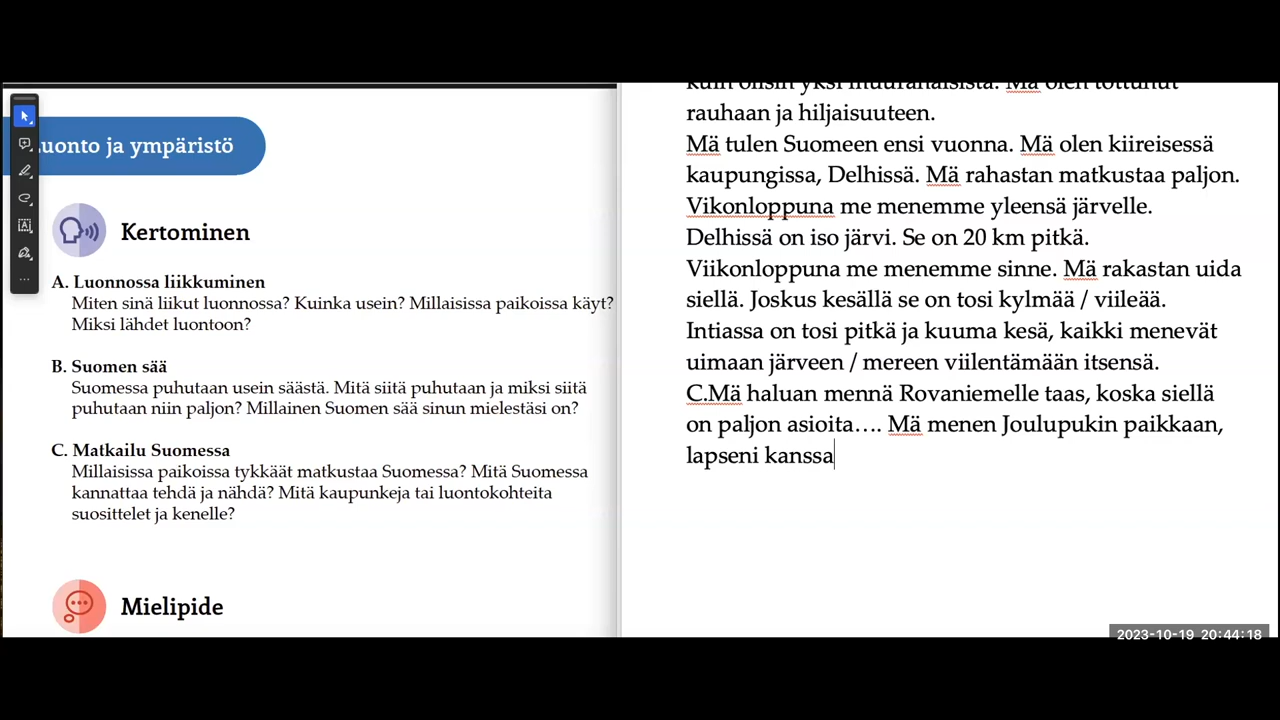 uonto ja ympäristö
Kertominen
A. Luonnossa liikkuminen
Miten sinä liikut luonnossa? Kuinka usein? Millaisissa paikoissa käyt?
Miksi lähdet luontoon?
B. Suomen sää
Suomessa puhutaan usein säästä. Mitä siitä puhutaan ja miksi siitä
puhutaan niin paljon? Millainen Suomen sää sinun mielestäsi on?
C. Matkailu Suomessa
Millaisissa paikoissa tykkäät matkustaa Suomessa? Mitä Suomessa
kannattaa tehdä ja nähdä? Mitä kaupunkeja tai luontokohteita
suosittelet ja kenelle?
Mielipide
kuin olisin yksi muurahaisista. Mä olen tottunut
rauhaan ja hiljaisuuteen.
Mä tulen Suomeen ensi vuonna. Mä olen kiireisessä
kaupungissa, Delhissä. Mä rahastan matkustaa paljon.
Vikonloppuna me menemme yleensä järvelle.
Delhissä on iso järvi. Se on 20 km pitkä.
Viikonloppuna me menemme sinne. Mä rakastan uida
siellä. Joskus kesällä se on tosi kylmää / viileää.
Intiassa on tosi pitkä ja kuuma kesä, kaikki menevät
uimaan järveen / mereen viilentämään itsensä.
C.Mä haluan mennä Rovaniemelle taas, koska siellä
on paljon asioita…. Mä menen Joulupukin paikkaan,
lapseni kanssa
2023-10-19 20:44:18